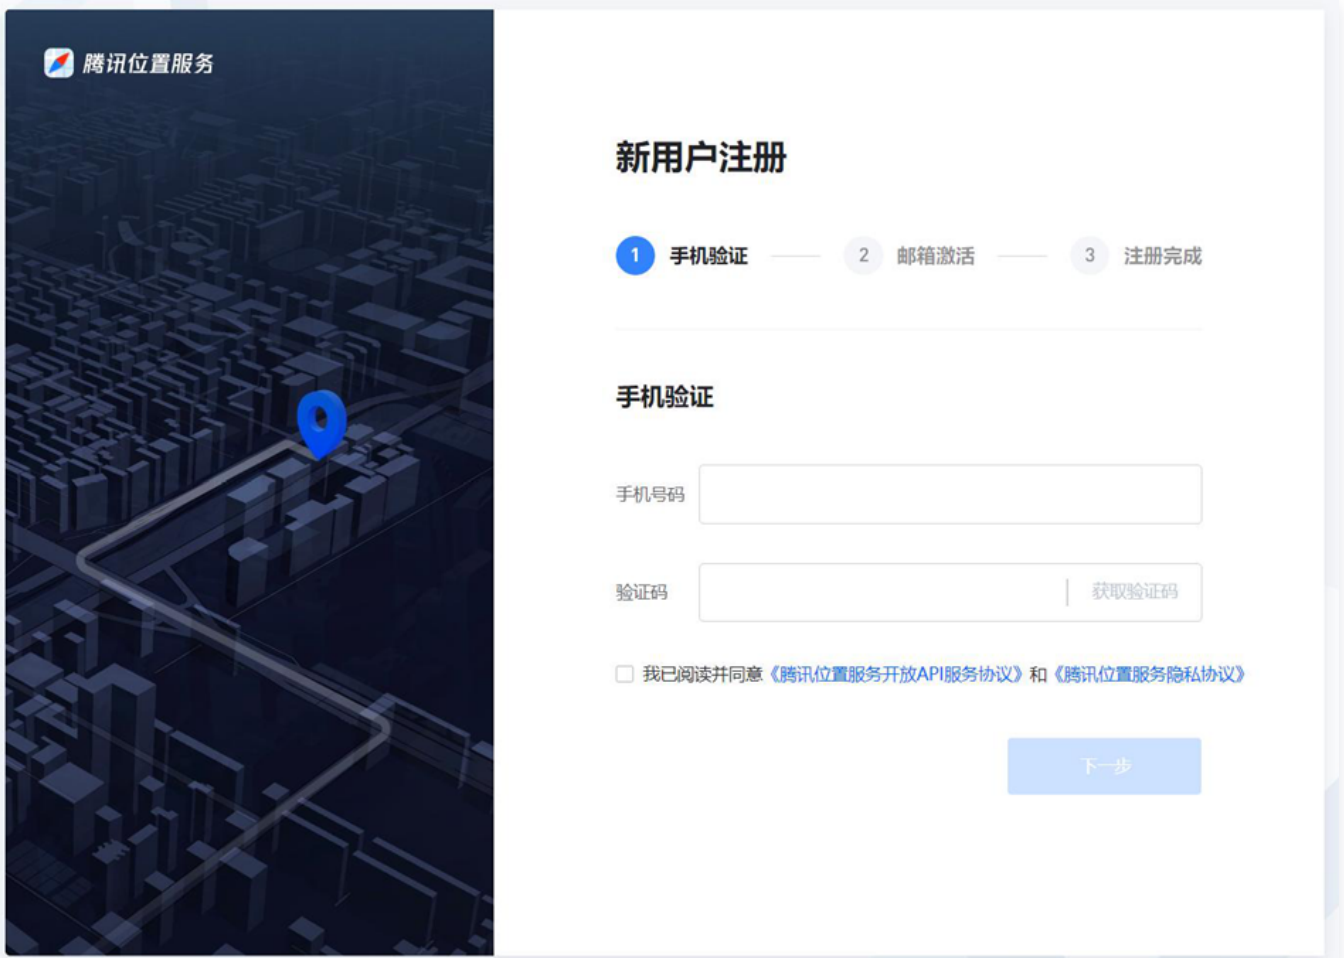 腾讯位置服务
新用户注册
1 手机验证 2 邮箱激活 3 注册完成
手机验证
手机号码
验证码 获取验证码
我已阅读并同意《腾讯位置服务开放API服务协议》和《腾讯位置服务隐私协议》
下一步